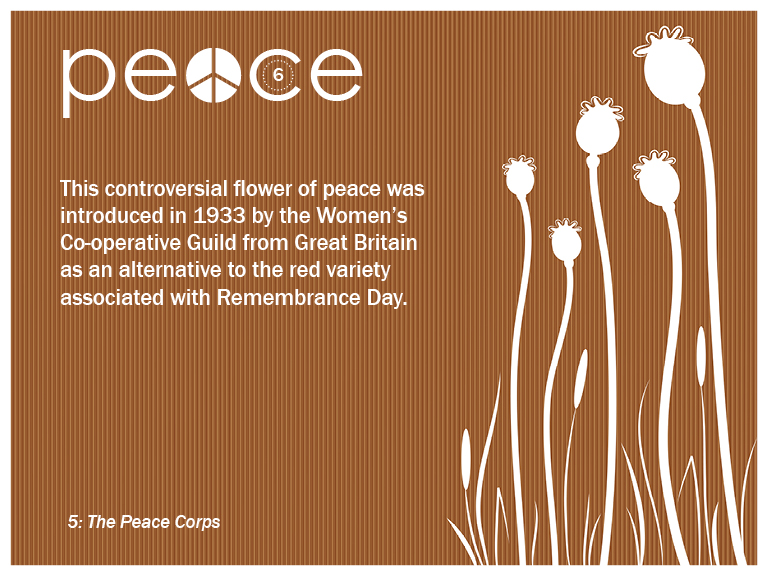 peace
6
This controversial flower of peace was
introduced in 1933 by the Women’s
Co-operative Guild from Great Britain
as an alternative to the red variety
associated with Remembrance Day.
5: The Peace Corps